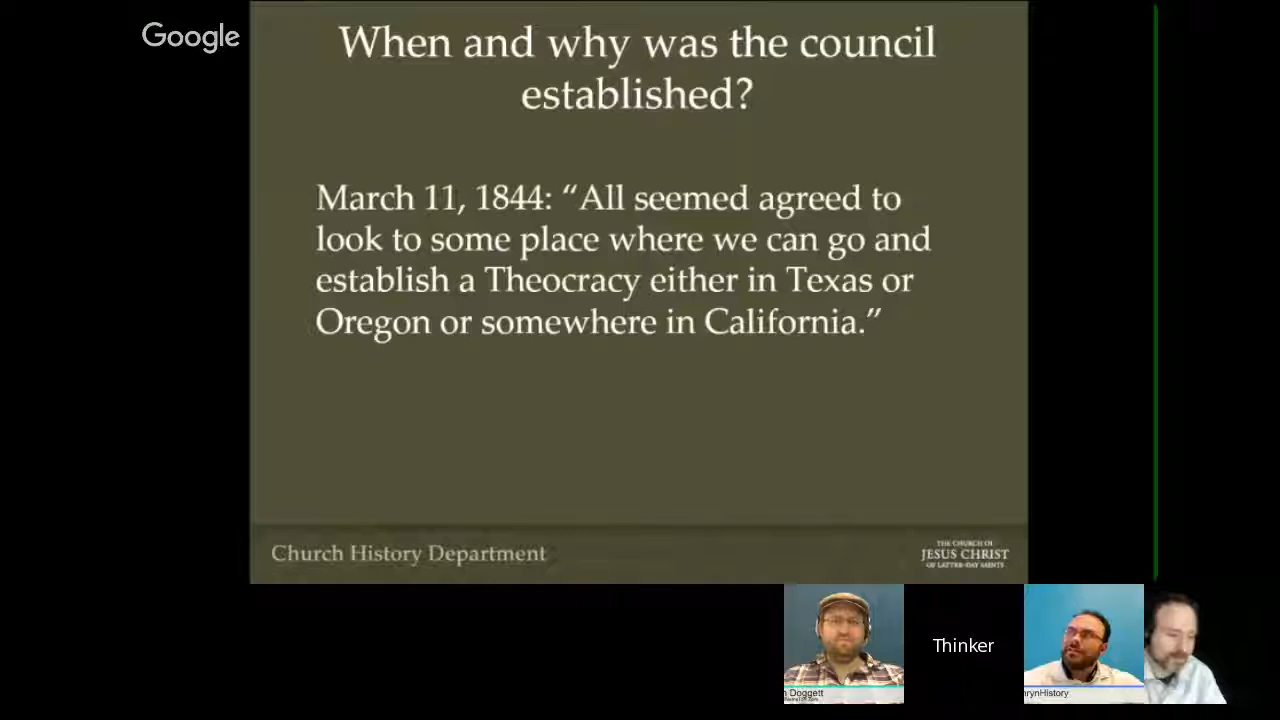 Google
When and why was the council
established?
March 11, 1844: “All seemed agreed to
look to some place where we can go and
establish a Theocracy either in Texas or
Oregon or somewhere in California.”
Church History Department
THE CHURCH OF
JESUS CHRIST
OF LATTER-DAY SAINTS
Thinker
Doggett
rynHistory